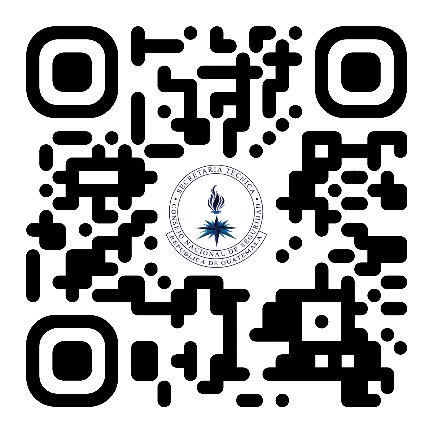 SECRETARIA TECNICA
CONSEJO NACIONAL DE SEGURIDAD
REPUBLICA DE GUATEMALA